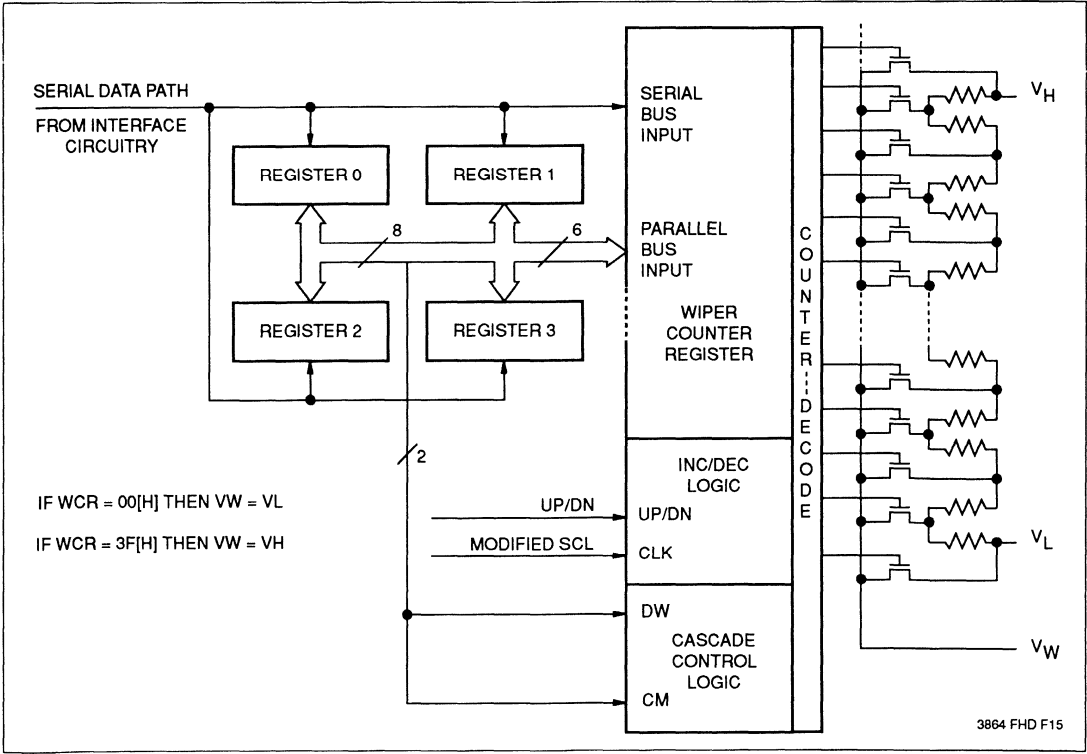 SERIAL DATA PATH
FROM INTERFACE
CIRCUITRY
REGISTER 0
REGISTER 1
8
6
REGISTER 2
REGISTER 3
2
SERIAL
BUS
INPUT
PARALLEL
BUS
INPUT
WIPER
COUNTER
REGISTER
INC/DEC
LOGIC
UP/DN
UP/DN
MODIFIED SCL
CLK
DW
CASCADE
CONTROL
LOGIC
CM
COUNTER---DECODE
VH
VL
VW
IF WCR = 00[H] THEN VW = VL
IF WCR = 3F[H] THEN VW = VH
3864 FHD F15